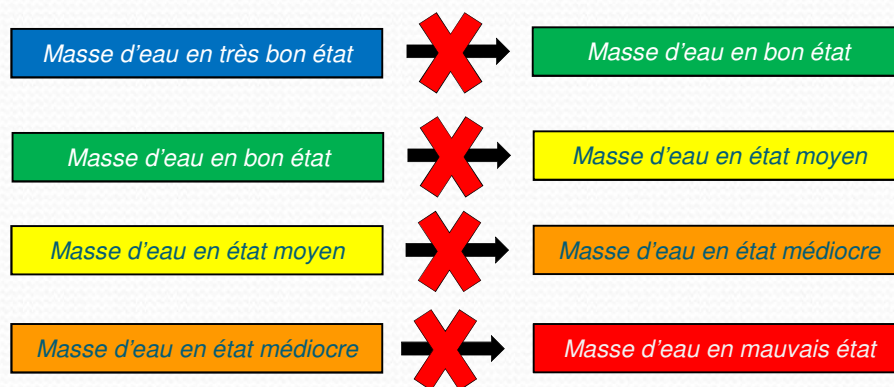 Masse d'eau en très bon état
Masse d'eau en bon état
Masse d'eau en bon état
Masse d'eau en état moyen
Masse d'eau en état moyen
Masse d'eau en état médiocre
Masse d'eau en état médiocre
Masse d'eau en mauvais état